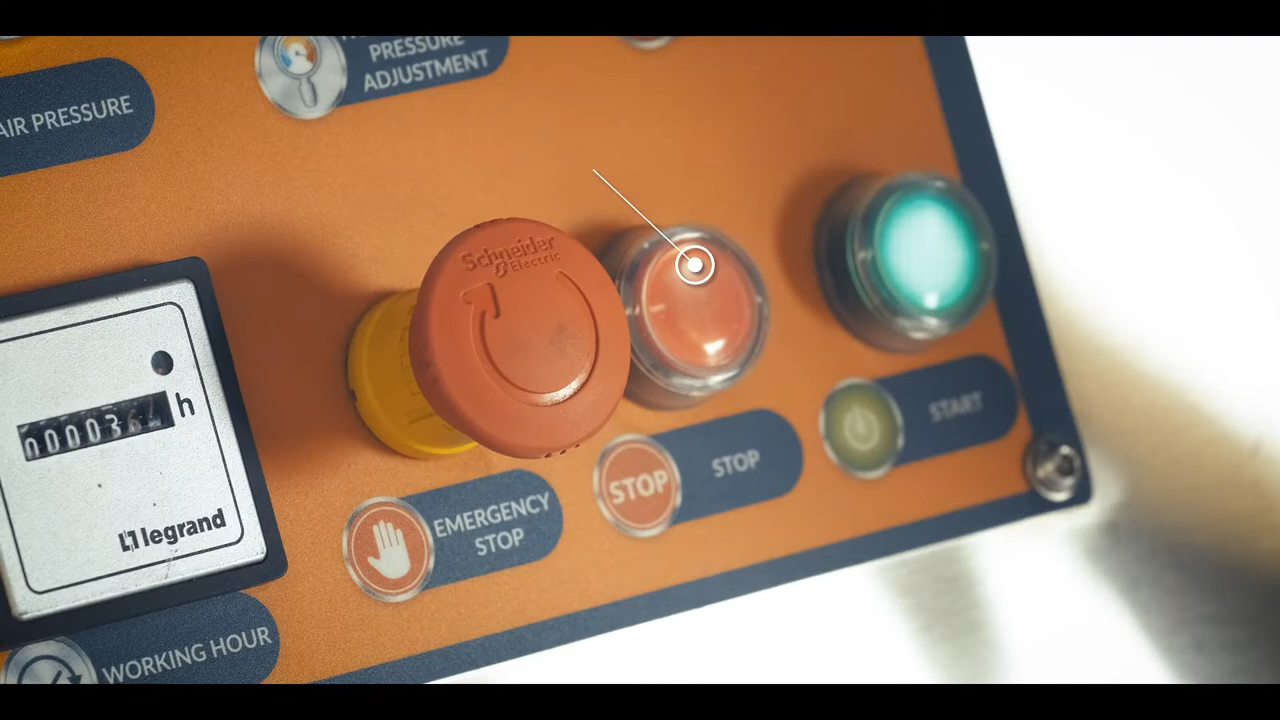 PRESSURE
ADJUSTMENT
AIR PRESSURE
Schneider
Electric
h
legrand
START
STOP
STOP
EMERGENCY
STOP
WORKING HOUR